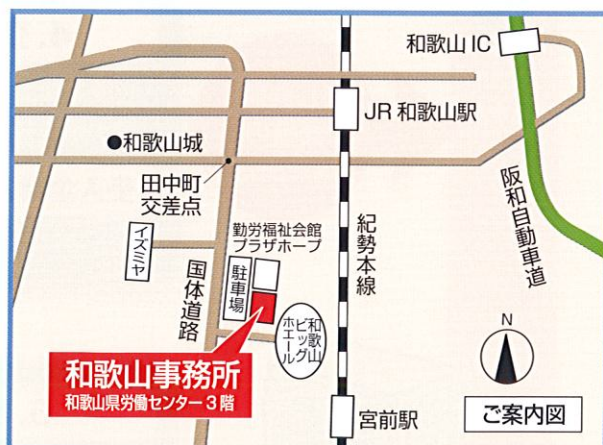 和歌山 IC
JR 和歌山駅
●和歌山城
田中町
交差点
阪和自動車道
イズミヤ
国体道路
勤労福祉会館
プラザホープ
駐車場
紀勢本線
和歌山
ビッグ
ホエール
N
和歌山事務所
和歌山県労働センター 3 階
宮前駅
ご案内図